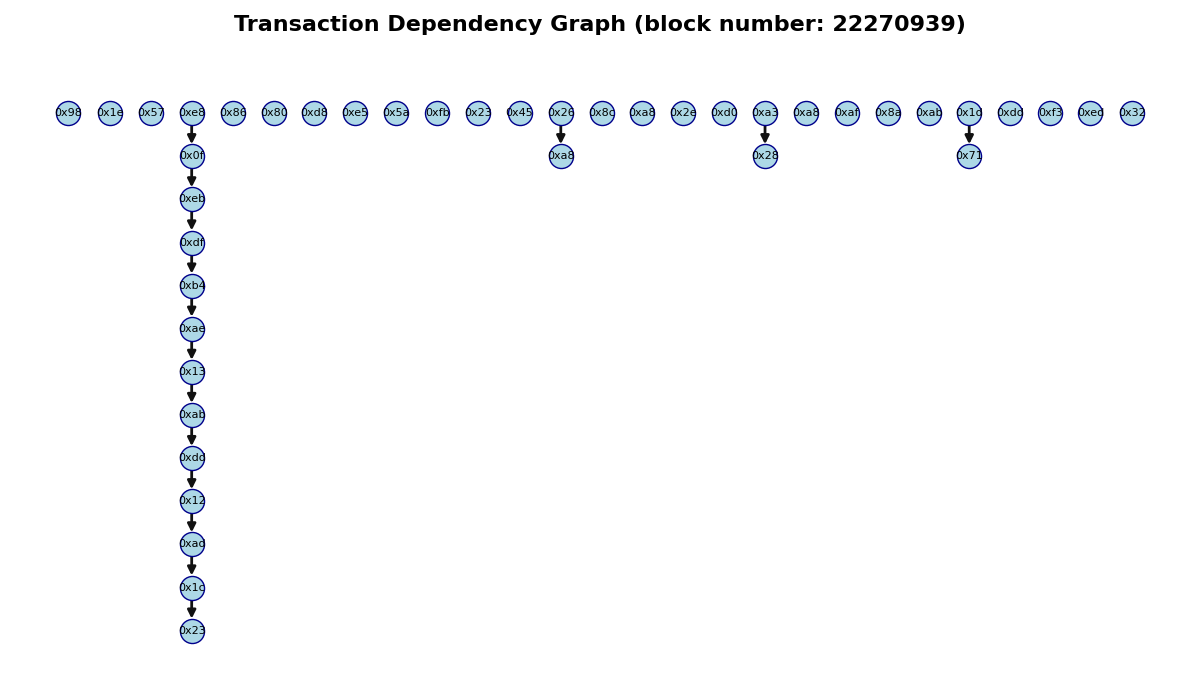 Transaction Dependency Graph (block number: 22270939)
0x98 0x1e 0x57 0xe8 0x86 0x80 0xd8 0xe5 0x5a 0xfb 0x23 0x45 0x26 0x8c 0xa8 0x2e 0xd0 0xa3 0xa8 0xaf 0x8a 0xab 0x1d 0xdd 0xf3 0xed 0x32
0x0f 0xa8 0x28 0x71
0xeb
0xdf
0xb4
0xae
0x13
0xab
0xdd
0x12
0xad
0x1c
0x23